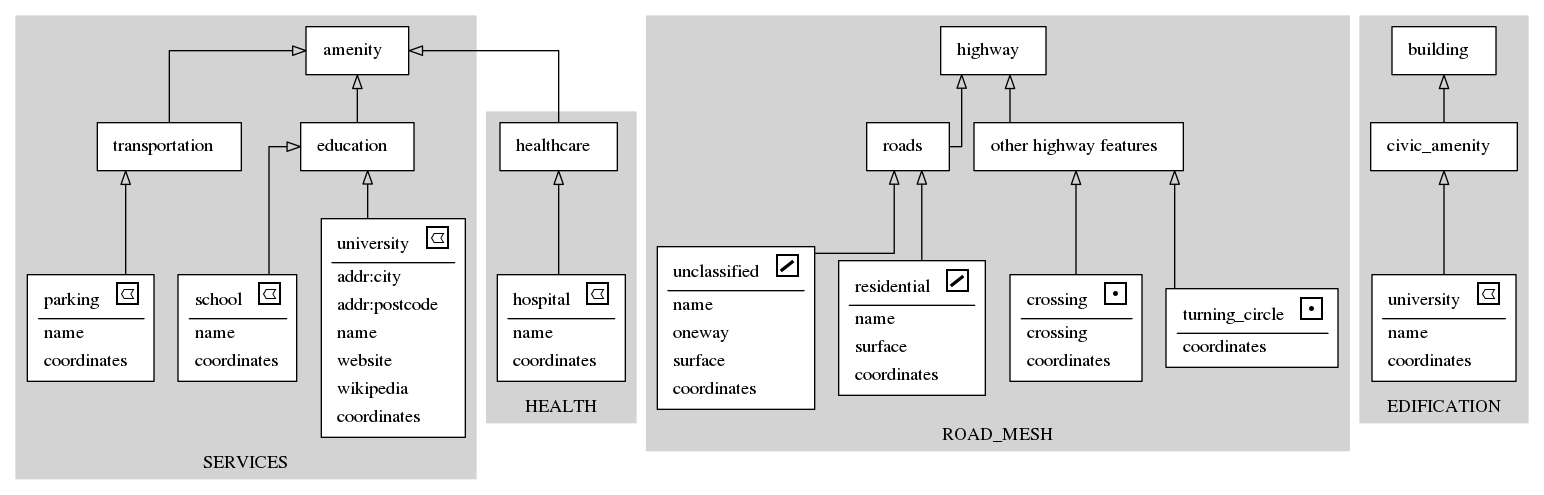 amenity
transportation
education
parking
name
coordinates
school
name
coordinates
university
addr:city
addr:postcode
name
website
wikipedia
coordinates
SERVICES
healthcare
hospital
name
coordinates
HEALTH
highway
roads
other highway features
unclassified
name
oneway
surface
coordinates
residential
name
surface
coordinates
crossing
crossing
coordinates
turning_circle
coordinates
ROAD_MESH
building
civic_amenity
university
name
coordinates
EDIFICATION